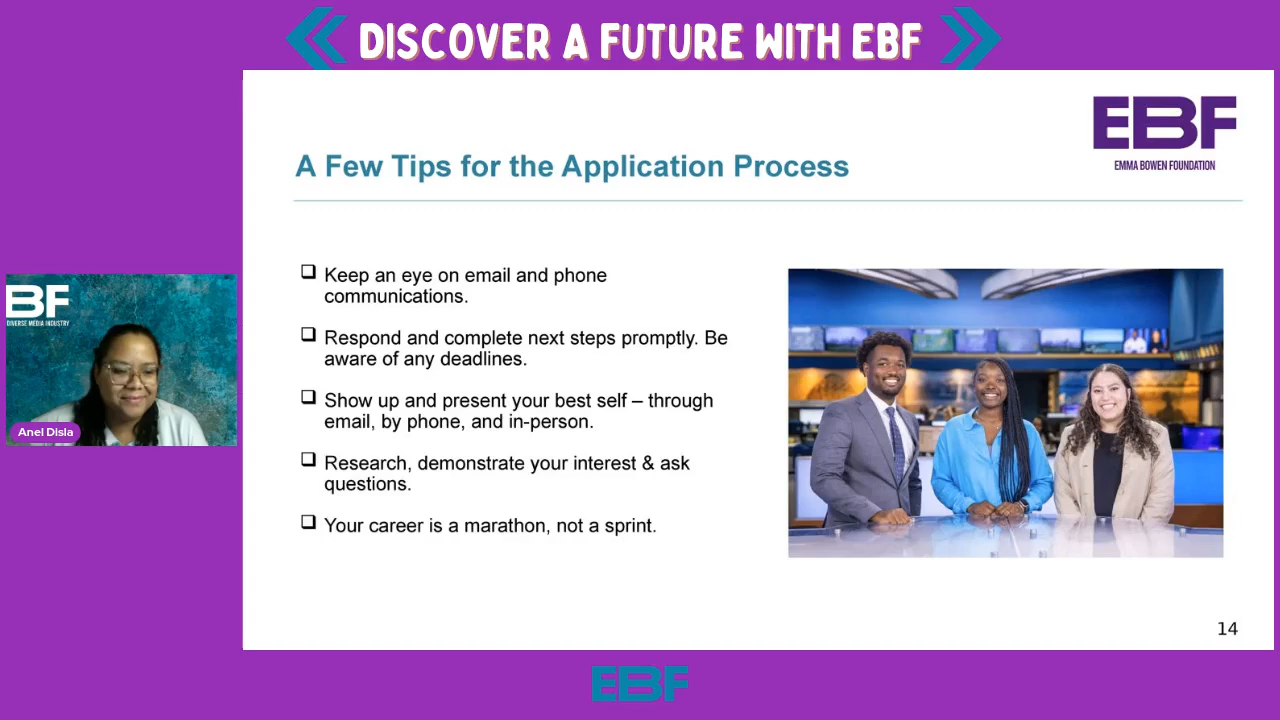 DISCOVER A FUTURE WITH EBF
EBF
EMMA BOWEN FOUNDATION
A Few Tips for the Application Process
Keep an eye on email and phone
communications.
Respond and complete next steps promptly. Be
aware of any deadlines.
Show up and present your best self – through
email, by phone, and in-person.
Research, demonstrate your interest & ask
questions.
Your career is a marathon, not a sprint.
BF
DIVERSE MEDIA INDUSTRY
Anel Disla
14
EBF